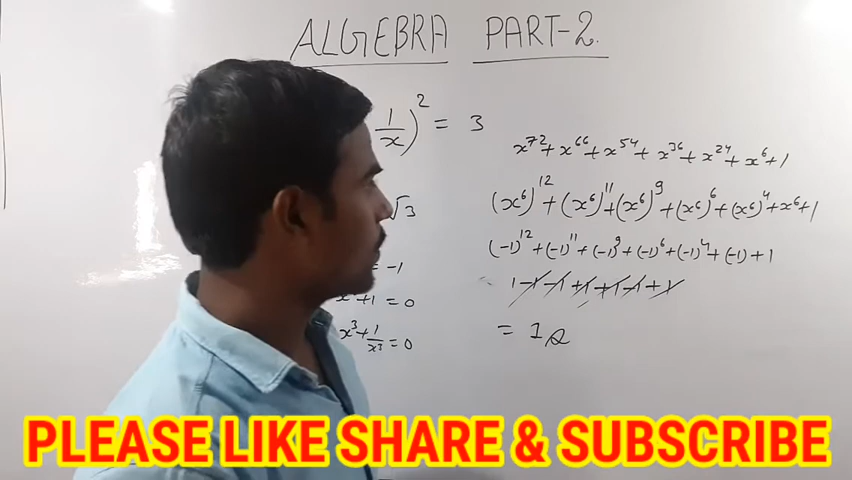 ALGEBRA PART-2.
1/x)² = 3
√3
= -1
x⁶+1 = 0
x³+1/x³=0
x⁷²+x⁶⁶+x⁵⁴+x³⁶+x²⁴+x⁶+1
(x⁶)¹²+(x⁶)¹¹+(x⁶)⁹+(x⁶)⁶+(x⁶)⁴+x⁶+1
(-1)¹²+(-1)¹¹+(-1)⁹+(-1)⁶+(-1)⁴+(-1)+1
1-1-1+1+1-1+1
= 1
PLEASE LIKE SHARE & SUBSCRIBE